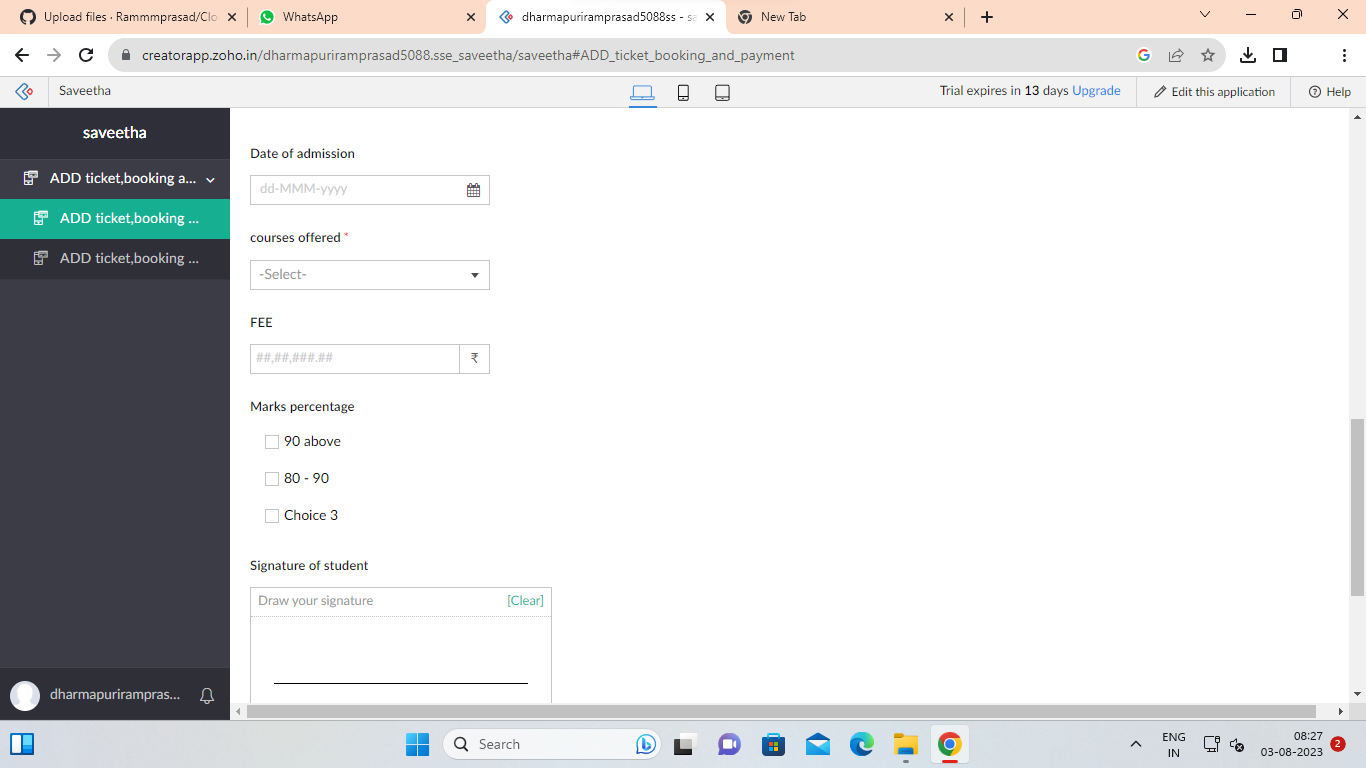 Upload files · Rammmprasad/Clo
WhatsApp
dharmapuriramprasad5088ss - sa
New Tab
creatorapp.zoho.in/dharmapuriramprasad5088.sse_saveetha/saveetha#ADD_ticket_booking_and_payment
Saveetha
Trial expires in 13 days Upgrade
Edit this application
Help
saveetha
ADD ticket,booking a...
ADD ticket,booking ...
ADD ticket,booking ...
Date of admission
dd-MMM-yyyy
courses offered *
-Select-
FEE
##,##,###.## ₹
Marks percentage
90 above
80 - 90
Choice 3
Signature of student
Draw your signature [Clear]
dharmapurirampras...
Search
ENG
IN
08:27
03-08-2023
2